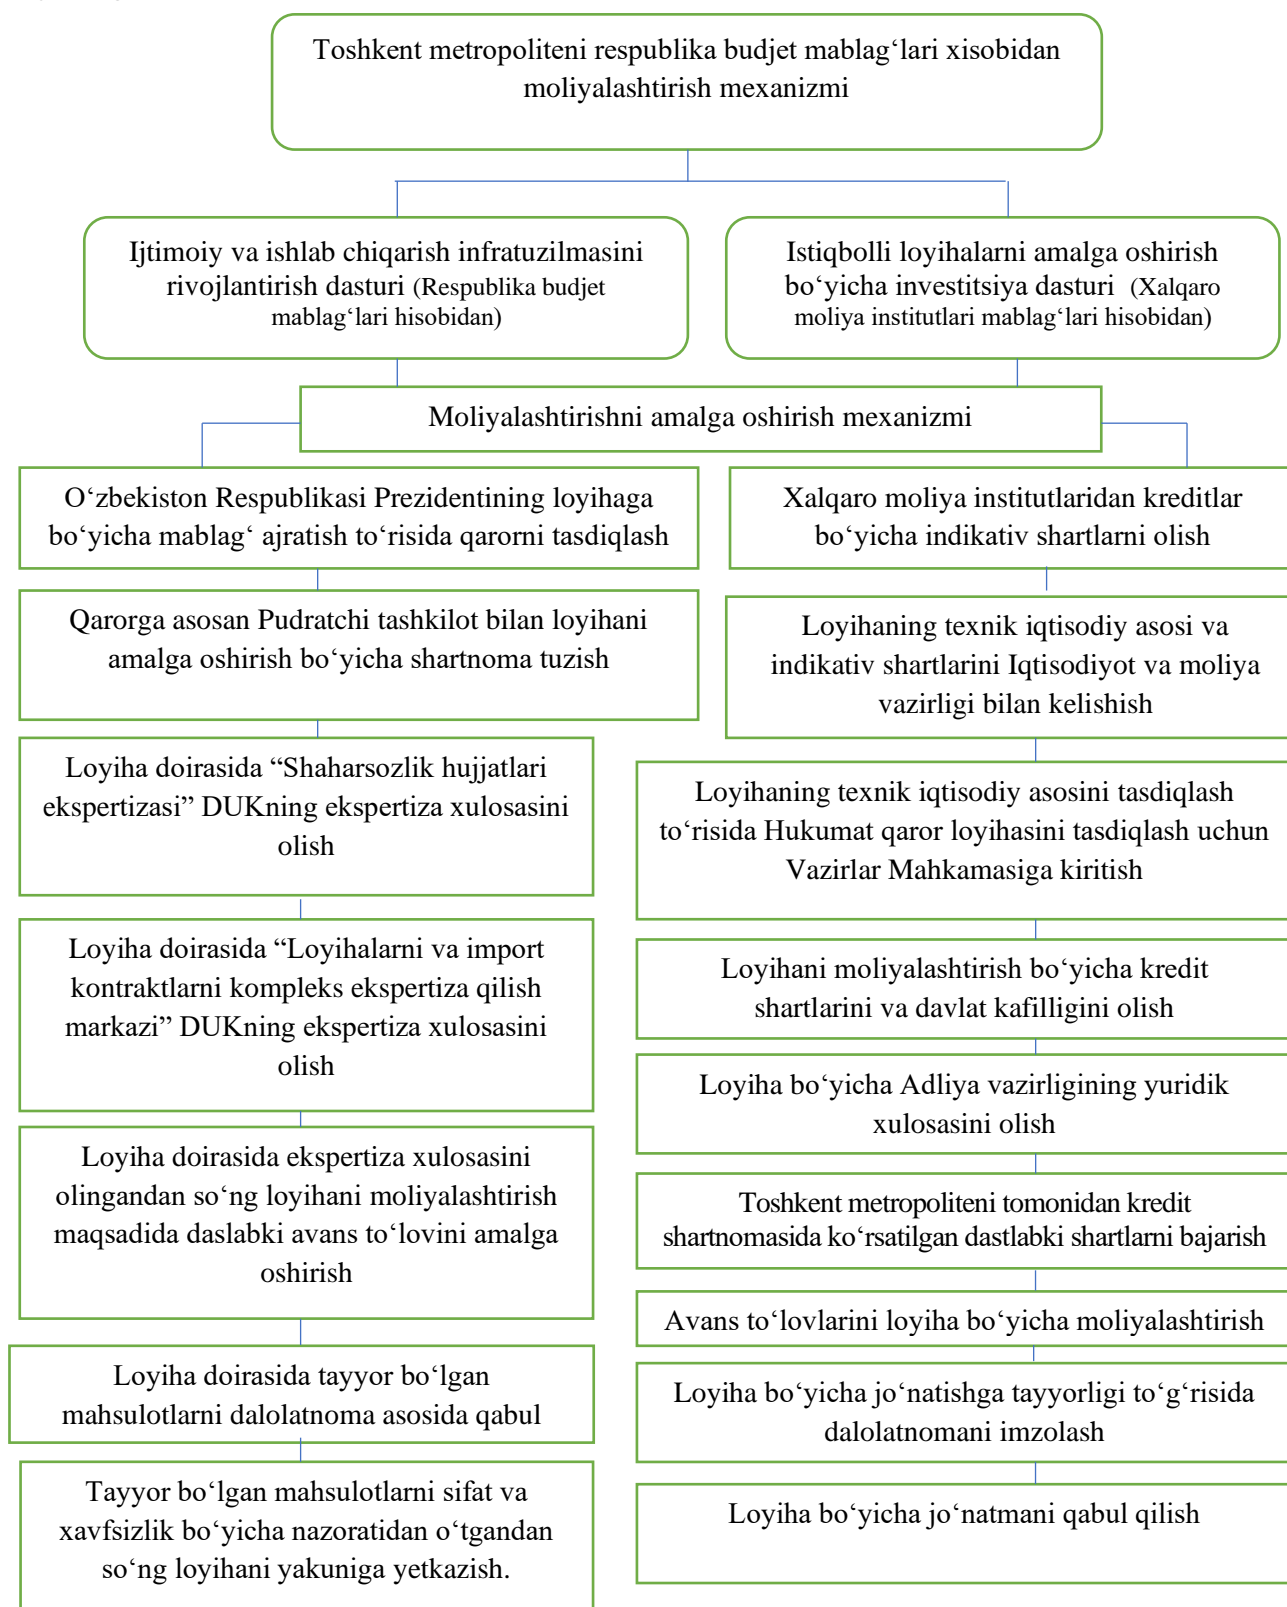 Toshkent metropoliteni respublika budjet mablag‘lari xisobidan
moliyalashtirish mexanizmi
Ijtimoiy va ishlab chiqarish infratuzilmasini
rivojlantirish dasturi (Respublika budjet
mablag‘lari hisobidan)
Istiqbolli loyihalarni amalga oshirish
bo‘yicha investitsiya dasturi (Xalqaro
moliya institutlari mablag‘lari hisobidan)
Moliyalashtirishni amalga oshirish mexanizmi
O‘zbekiston Respublikasi Prezidentining loyihaga
bo‘yicha mablag‘ ajratish to‘risida qarorni tasdiqlash
Qarorga asosan Pudratchi tashkilot bilan loyihani
amalga oshirish bo‘yicha shartnoma tuzish
Loyiha doirasida “Shaharsozlik hujjatlari
ekspertizasi” DUKning ekspertiza xulosasini
olish
Loyiha doirasida “Loyihalarni va import
kontraktlarni kompleks ekspertiza qilish
markazi” DUKning ekspertiza xulosasini
olish
Loyiha doirasida ekspertiza xulosasini
olingandan so‘ng loyihani moliyalashtirish
maqsadida daslabki avans to‘lovini amalga
oshirish
Loyiha doirasida tayyor bo‘lgan
mahsulotlarni dalolatnoma asosida qabul
Tayyor bo‘lgan mahsulotlarni sifat va
xavfsizlik bo‘yicha nazoratidan o‘tgandan
so‘ng loyihani yakuniga yetkazish.
Xalqaro moliya institutlaridan kreditlar
bo‘yicha indikativ shartlarni olish
Loyihaning texnik iqtisodiy asosi va
indikativ shartlarini Iqtisodiyot va moliya
vazirligi bilan kelishish
Loyihaning texnik iqtisodiy asosini tasdiqlash
to‘risida Hukumat qaror loyihasini tasdiqlash uchun
Vazirlar Mahkamasiga kiritish
Loyihani moliyalashtirish bo‘yicha kredit
shartlarini va davlat kafilligini olish
Loyiha bo‘yicha Adliya vazirligining yuridik
xulosasini olish
Toshkent metropoliteni tomonidan kredit
shartnomasida ko‘rsatilgan dastlabki shartlarni bajarish
Avans to‘lovlarini loyiha bo‘yicha moliyalashtirish
Loyiha bo‘yicha jo‘natishga tayyorligi to‘g‘risida
dalolatnomani imzolash
Loyiha bo‘yicha jo‘natmani qabul qilish